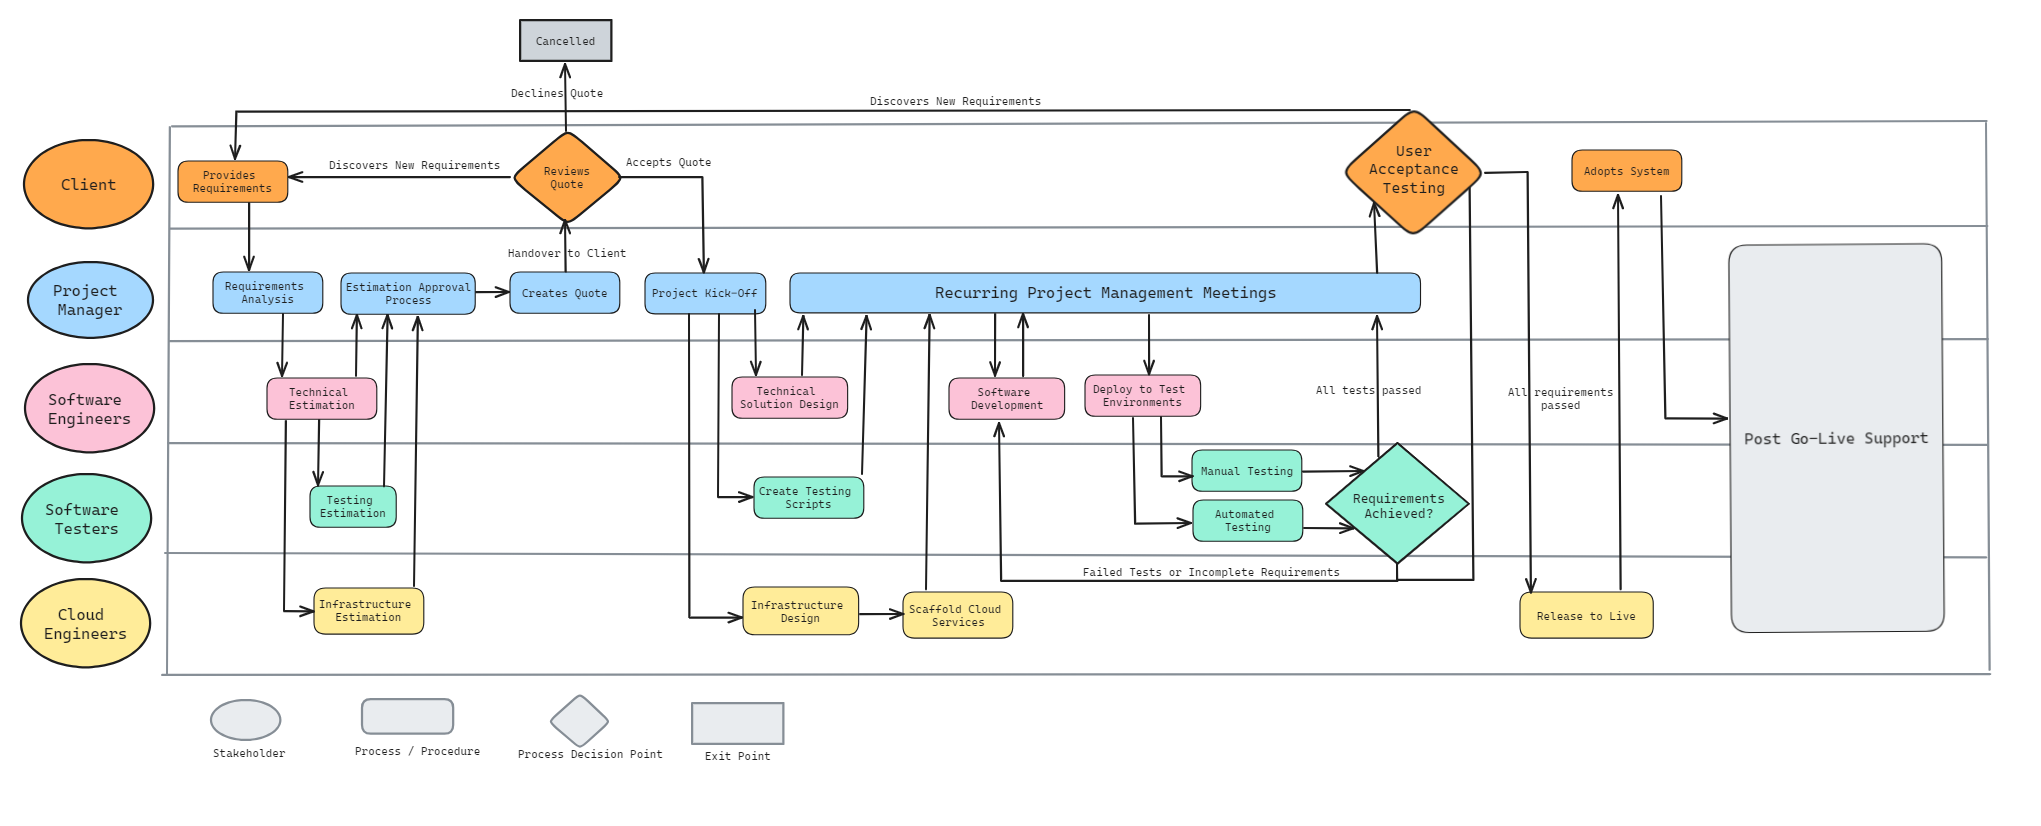 Cancelled
Declines Quote
Discovers New Requirements
Client
Provides
Requirements
Discovers New Requirements
Reviews
Quote
Accepts Quote
User
Acceptance
Testing
Adopts System
Handover to Client
Project
Manager
Requirements
Analysis
Estimation Approval
Process
Creates Quote
Project Kick-Off
Recurring Project Management Meetings
Software
Engineers
Technical
Estimation
Technical
Solution Design
Software
Development
Deploy to Test
Environments
All tests passed
All requirements
passed
Post Go-Live Support
Software
Testers
Testing
Estimation
Create Testing
Scripts
Manual Testing
Automated
Testing
Requirements
Achieved?
Failed Tests or Incomplete Requirements
Cloud
Engineers
Infrastructure
Estimation
Infrastructure
Design
Scaffold Cloud
Services
Release to Live
Stakeholder
Process / Procedure
Process Decision Point
Exit Point